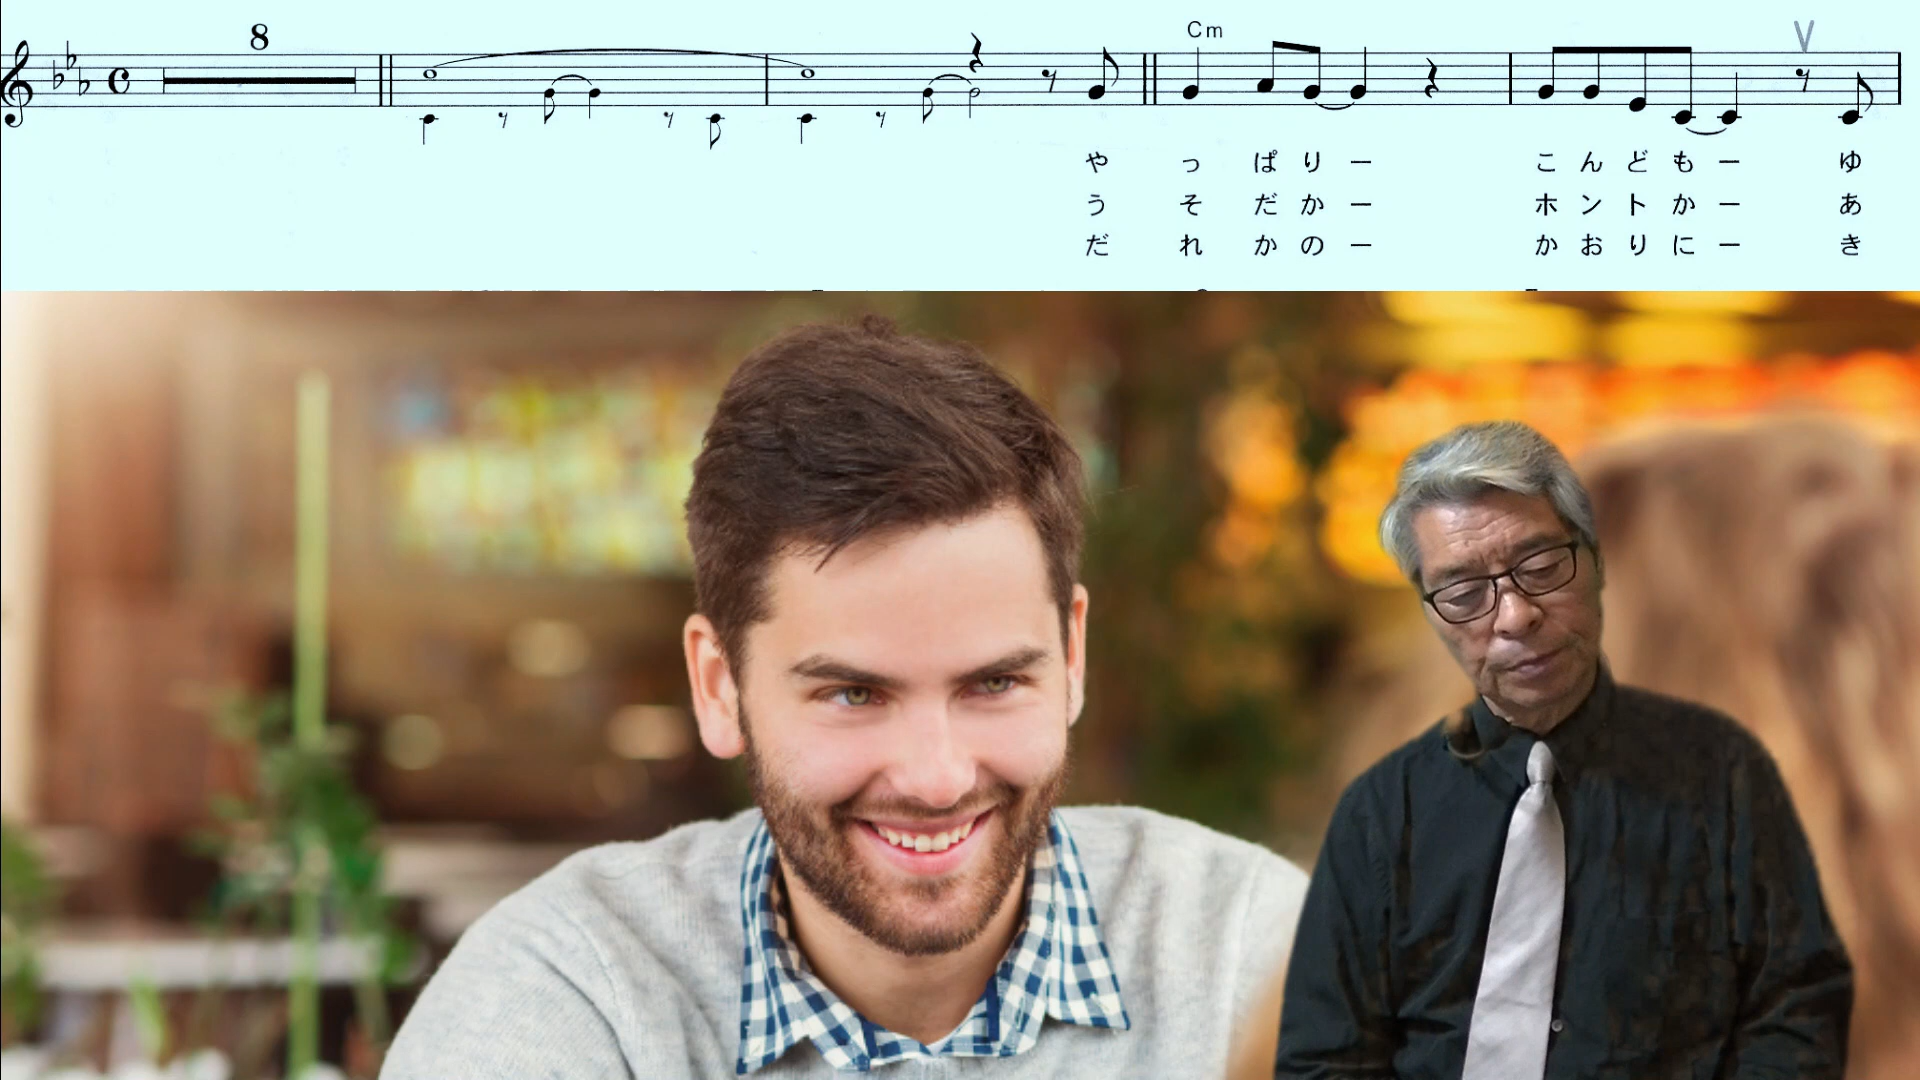 8
Cm
V
やっぱりー こんどもー ゆ
うそだかー ホントかー あ
だれかのー かおりにー き